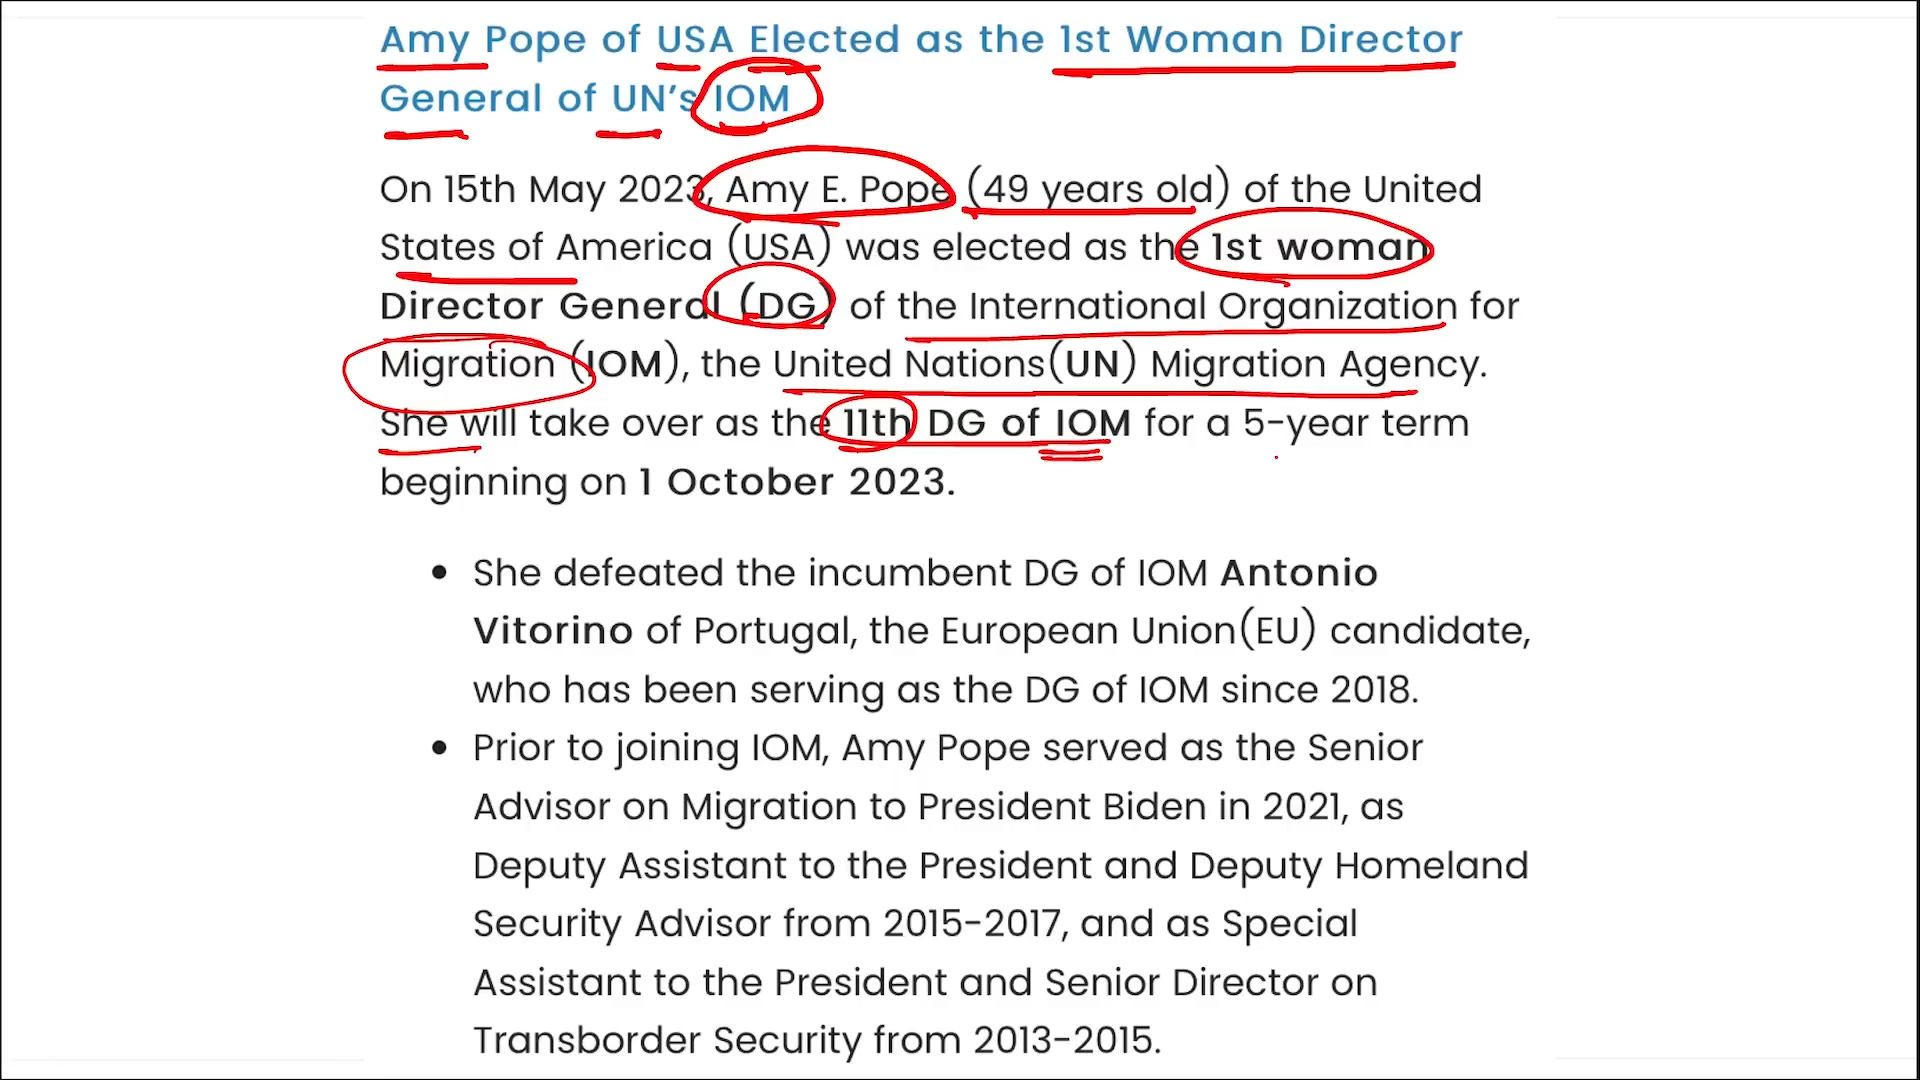 Amy Pope of USA Elected as the 1st Woman Director
General of UN's IOM
On 15th May 2023, Amy E. Pope (49 years old) of the United
States of America (USA) was elected as the 1st woman
Director General (DG) of the International Organization for
Migration (IOM), the United Nations(UN) Migration Agency.
She will take over as the 11th DG of IOM for a 5-year term
beginning on 1 October 2023.
• She defeated the incumbent DG of IOM Antonio
Vitorino of Portugal, the European Union(EU) candidate,
who has been serving as the DG of IOM since 2018.
• Prior to joining IOM, Amy Pope served as the Senior
Advisor on Migration to President Biden in 2021, as
Deputy Assistant to the President and Deputy Homeland
Security Advisor from 2015-2017, and as Special
Assistant to the President and Senior Director on
Transborder Security from 2013-2015.